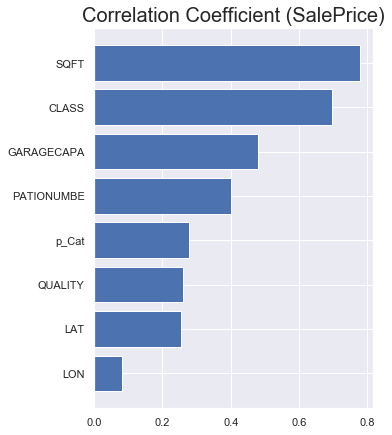 Correlation Coefficient (SalePrice)
SQFT
CLASS
GARAGECAPA
PATIONUMBE
p_Cat
QUALITY
LAT
LON
0.0 0.2 0.4 0.6 0.8